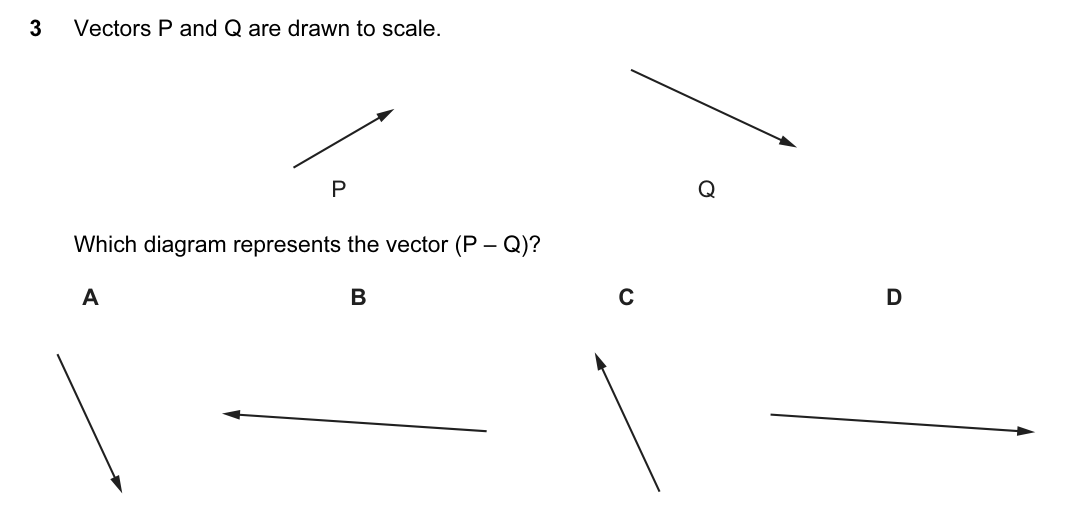 3 Vectors P and Q are drawn to scale.
P
Q
Which diagram represents the vector (P – Q)?
A B C D